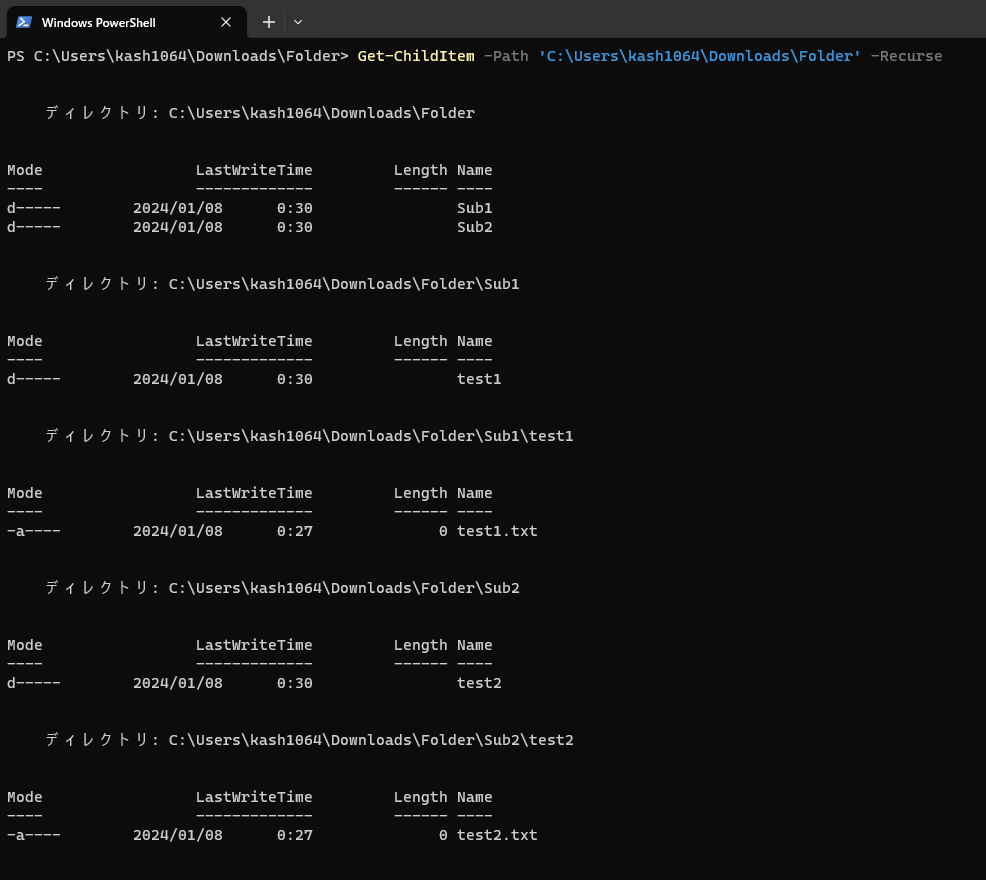 Windows PowerShell
PS C:\Users\kash1064\Downloads\Folder> Get-ChildItem -Path 'C:\Users\kash1064\Downloads\Folder' -Recurse
ディレクトリ: C:\Users\kash1064\Downloads\Folder
Mode LastWriteTime Length Name
---- ------------- ------ ----
d----- 2024/01/08 0:30 Sub1
d----- 2024/01/08 0:30 Sub2
ディレクトリ: C:\Users\kash1064\Downloads\Folder\Sub1
Mode LastWriteTime Length Name
---- ------------- ------ ----
d----- 2024/01/08 0:30 test1
ディレクトリ: C:\Users\kash1064\Downloads\Folder\Sub1\test1
Mode LastWriteTime Length Name
---- ------------- ------ ----
-a---- 2024/01/08 0:27 0 test1.txt
ディレクトリ: C:\Users\kash1064\Downloads\Folder\Sub2
Mode LastWriteTime Length Name
---- ------------- ------ ----
d----- 2024/01/08 0:30 test2
ディレクトリ: C:\Users\kash1064\Downloads\Folder\Sub2\test2
Mode LastWriteTime Length Name
---- ------------- ------ ----
-a---- 2024/01/08 0:27 0 test2.txt